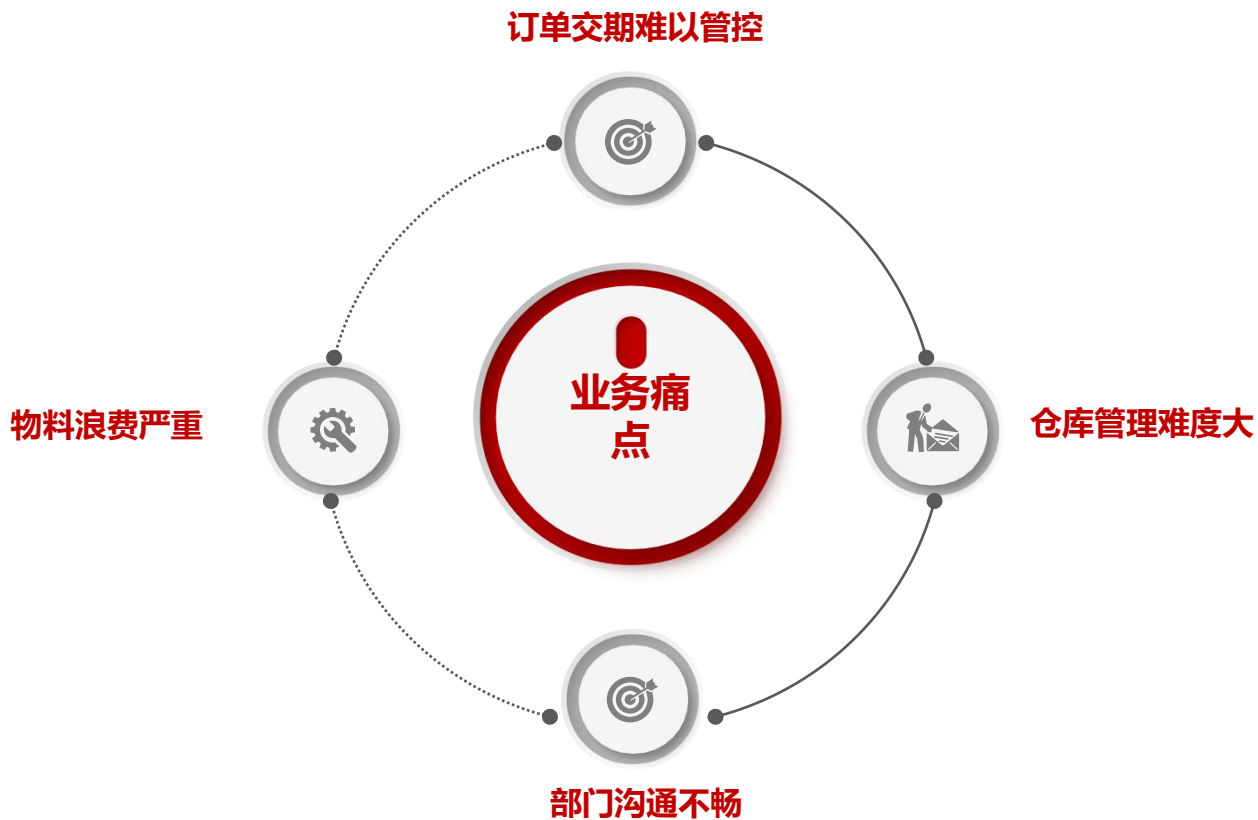 订单交期难以管控
业务痛
点
物料浪费严重
仓库管理难度大
部门沟通不畅